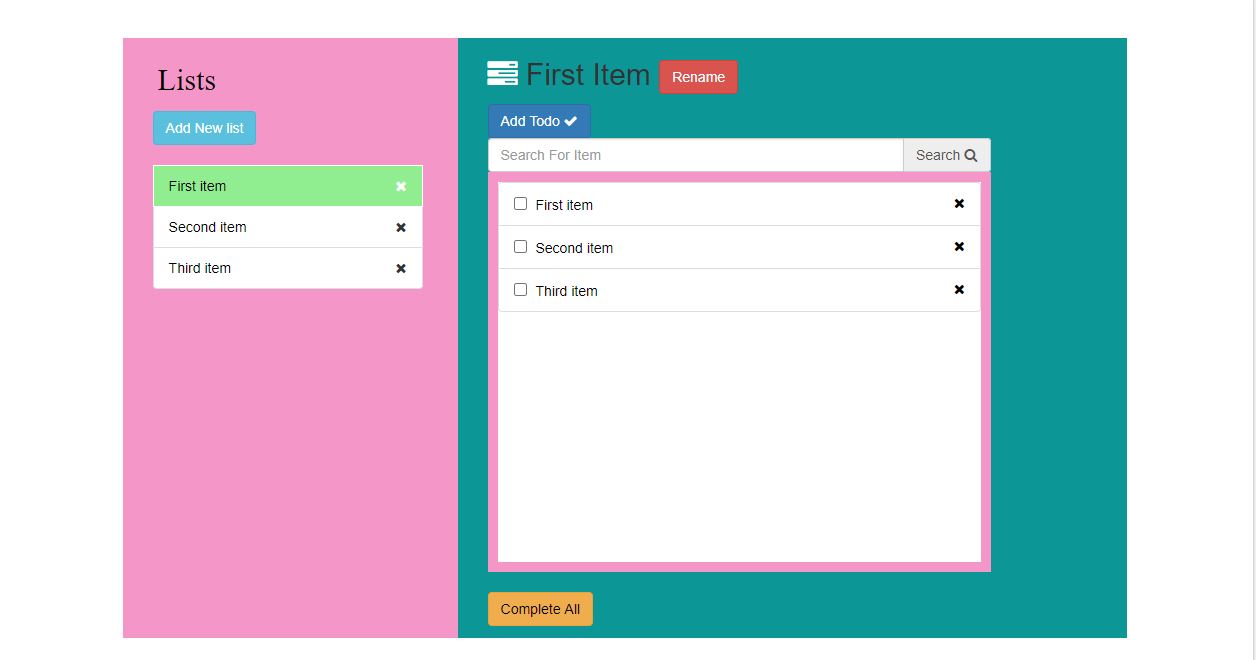 Lists
Add New list
First item
Second item
Third item
First Item Rename
Add Todo
Search For Item Search
First item
Second item
Third item
Complete All